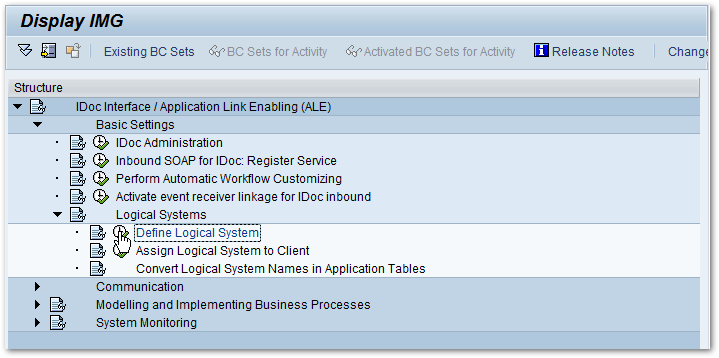 Display IMG
Existing BC Sets BC Sets for Activity Activated BC Sets for Activity Release Notes Change
Structure
IDoc Interface / Application Link Enabling (ALE)
Basic Settings
IDoc Administration
Inbound SOAP for IDoc: Register Service
Perform Automatic Workflow Customizing
Activate event receiver linkage for IDoc inbound
Logical Systems
Define Logical System
Assign Logical System to Client
Convert Logical System Names in Application Tables
Communication
Modelling and Implementing Business Processes
System Monitoring